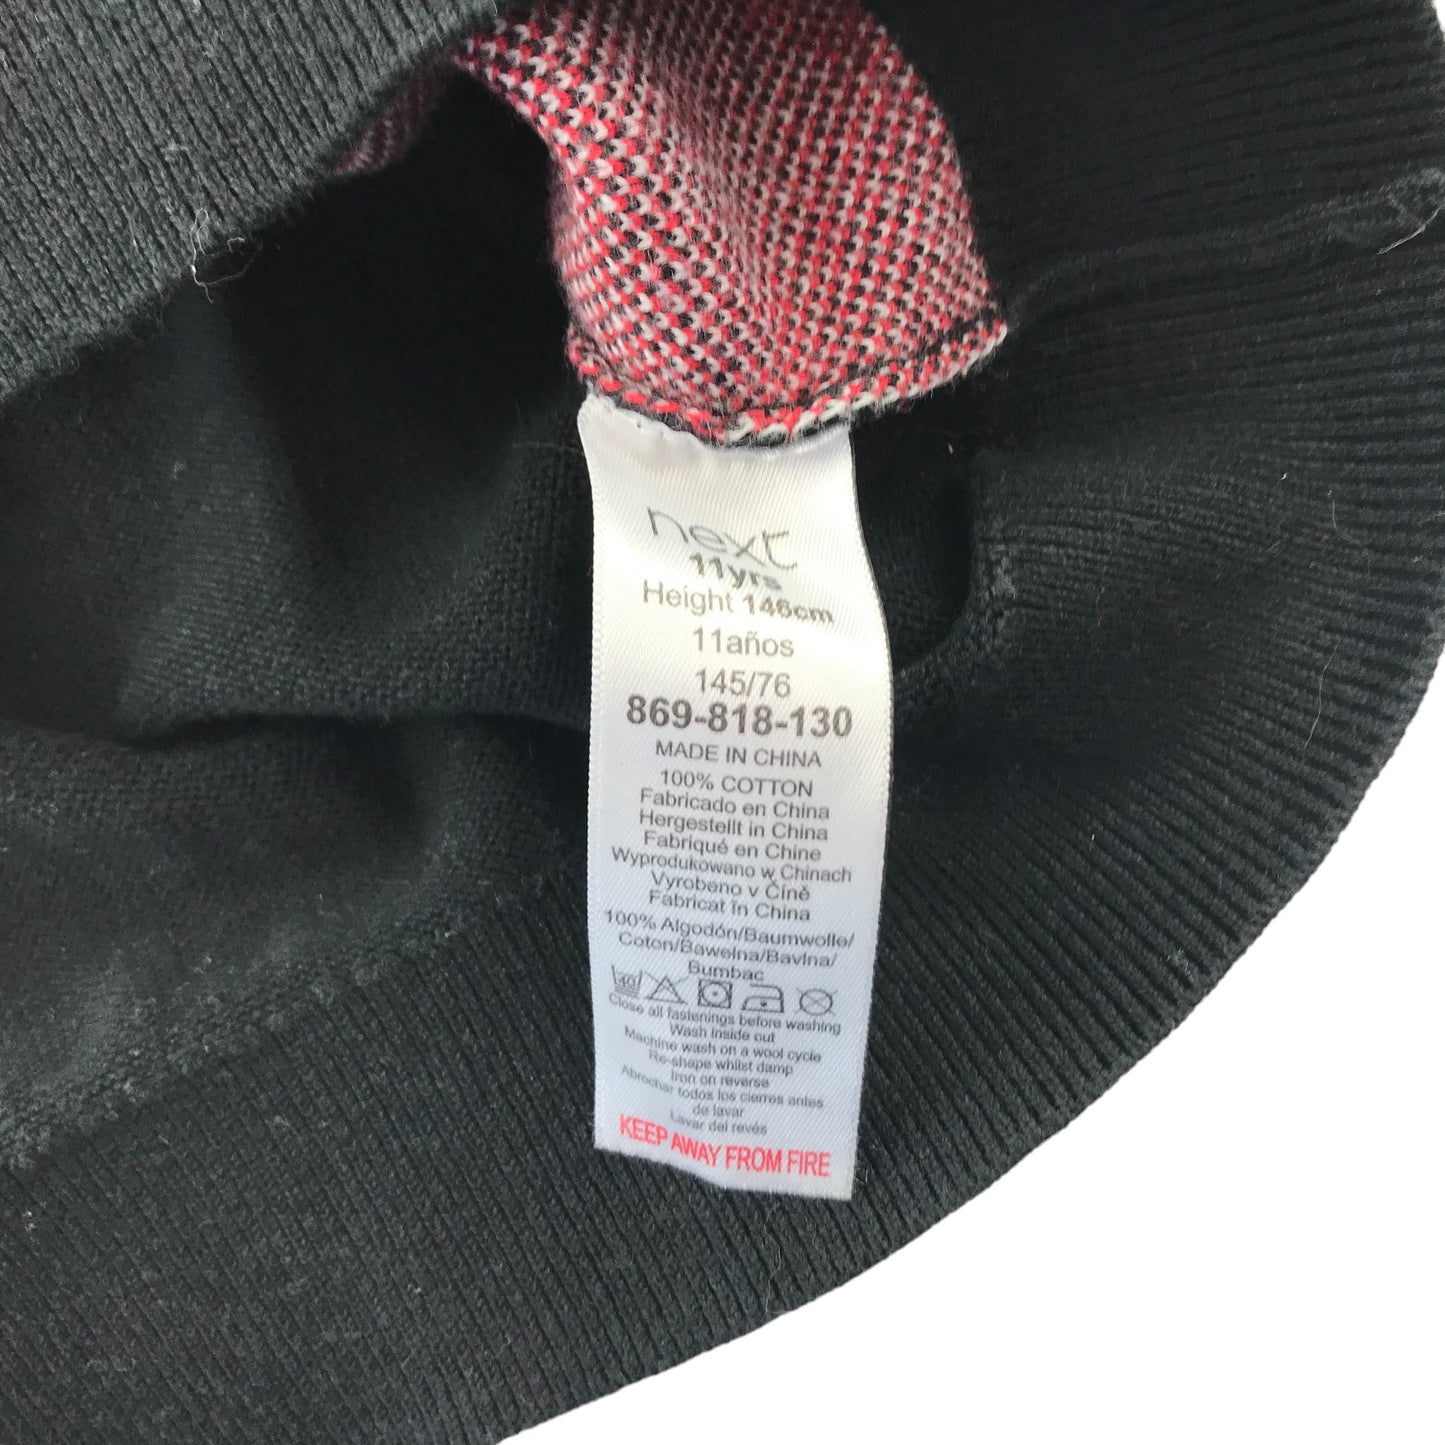 next
11yrs
Height 146cm
11años
145/76
869-818-130
MADE IN CHINA
100% COTTON
Fabricado en China
Hergestellt in China
Fabriqué en Chine
Wyprodukowano w Chinach
Vyrobeno v Číně
Fabricat în China
100% Algodón/Baumwolle/
Coton/Bawełna/Bavlna/
Bumbac
40
Close all fastenings before washing
Wash inside out
Machine wash on a wool cycle
Re-shape whilst damp
Iron on reverse
Abrochar todos los cierres antes
de lavar
Lavar del revés
KEEP AWAY FROM FIRE